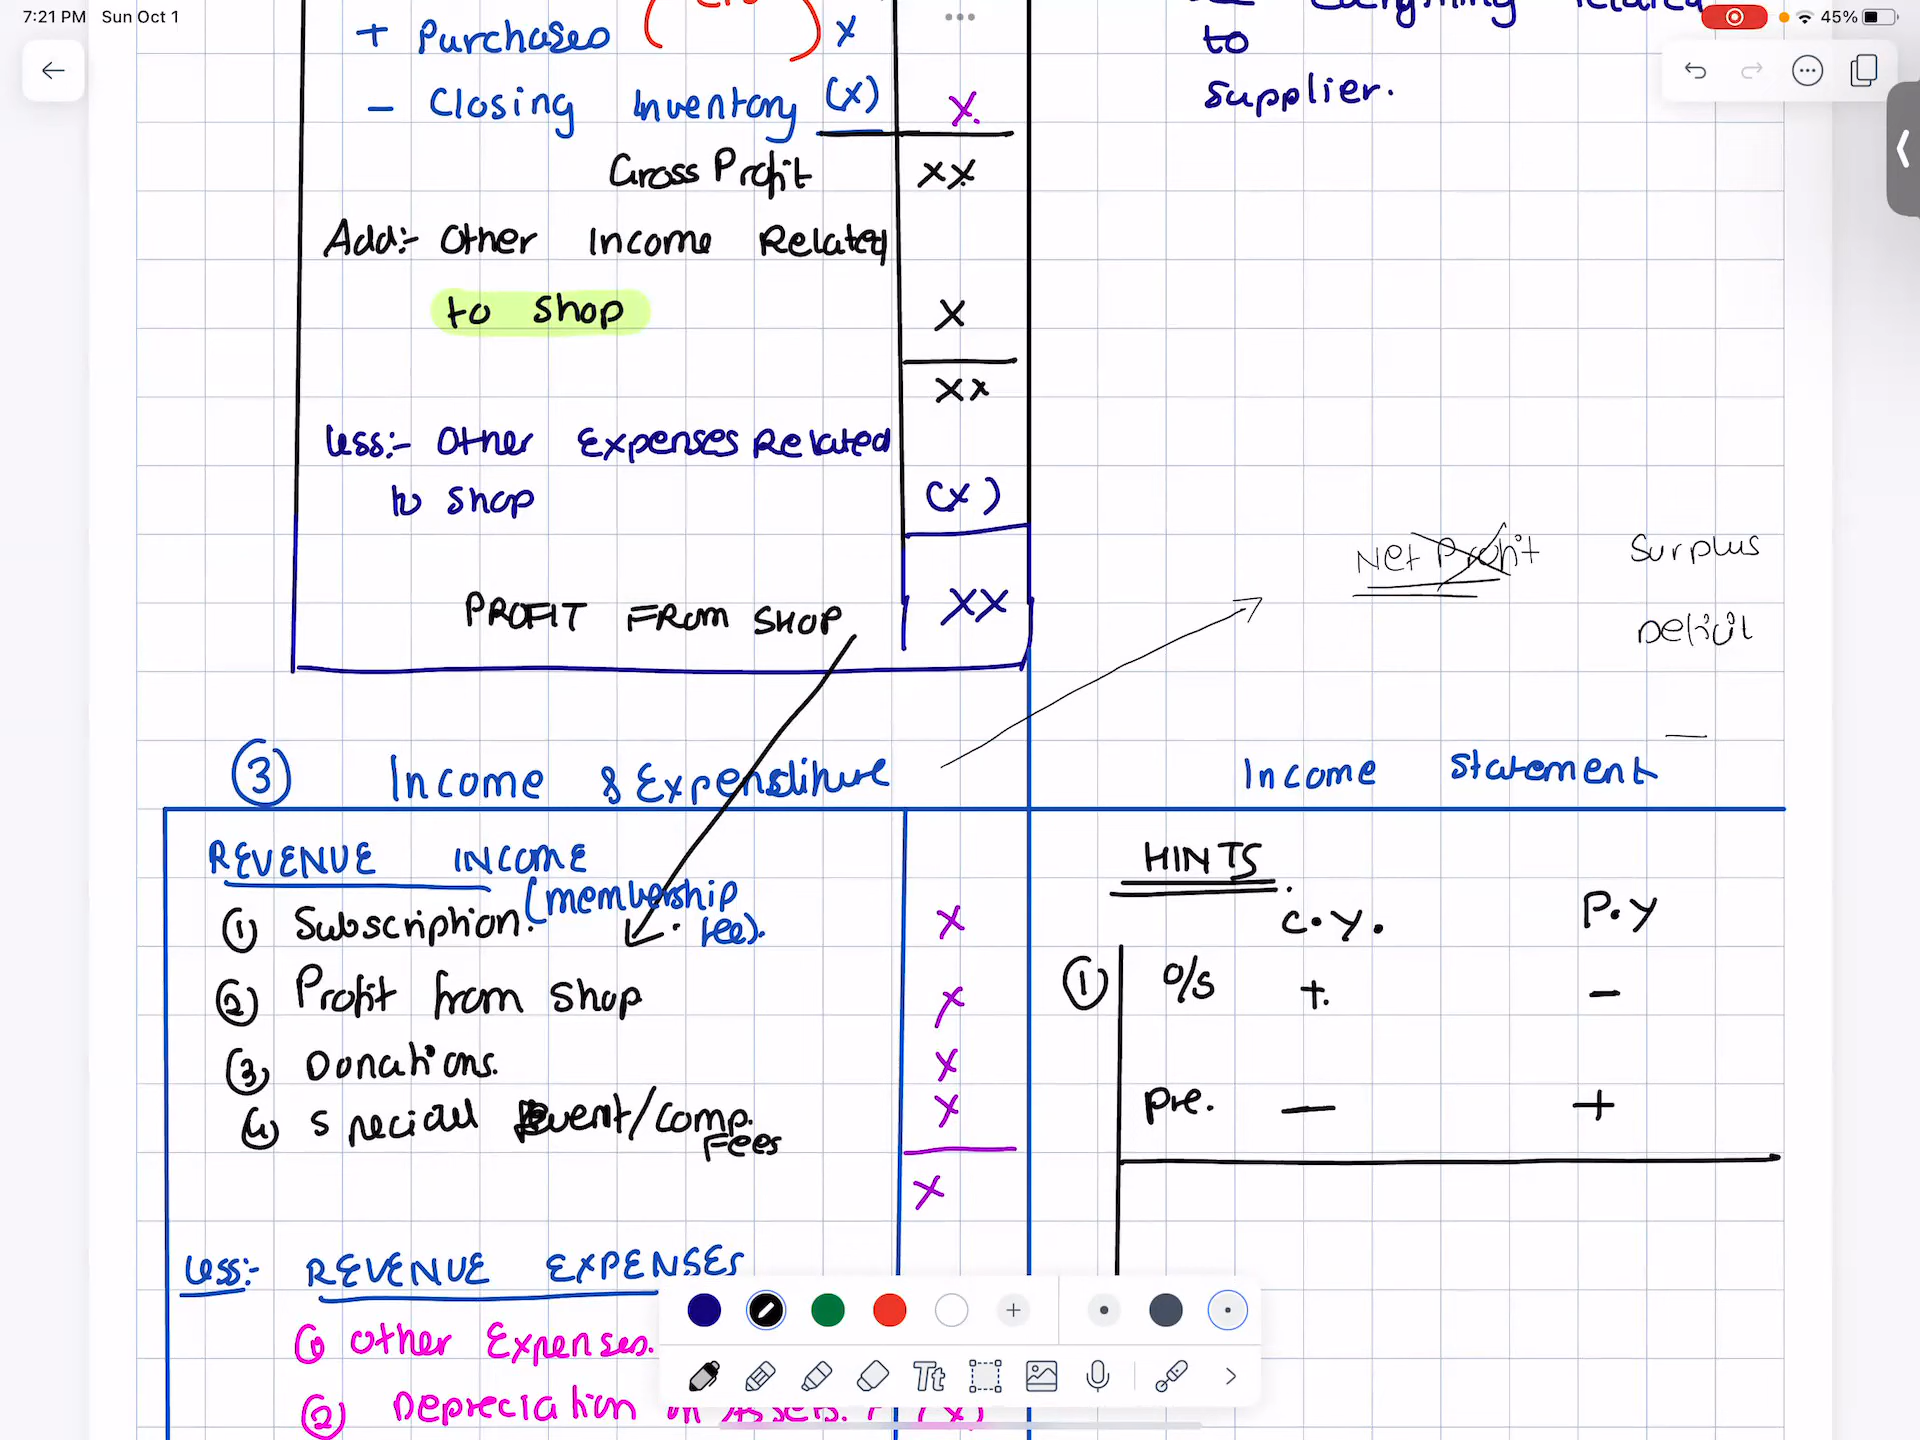 7:21 PM Sun Oct 1
45%
to
+ Purchases ( ) x
supplier.
- Closing Inventory (x) x
Gross Profit xx
Add:- Other Income Related
to shop x
xx
less:- Other Expenses Related
to shop (x)
Net Profit Surplus
Deficit
PROFIT FROM SHOP xx
3 Income & Expenditure
Income Statement
REVENUE INCOME
HINTS
1 Subscription. (membership fee). x
c.y. P.y
2 Profit from shop x
1 O/S + -
3 Donations. x
4 Special Event/Comp. Fees x
Pre. - +
x
less:- REVENUE EXPENSES
1 Other Expenses.
Tt
2 Depreciation on Assets. (x)